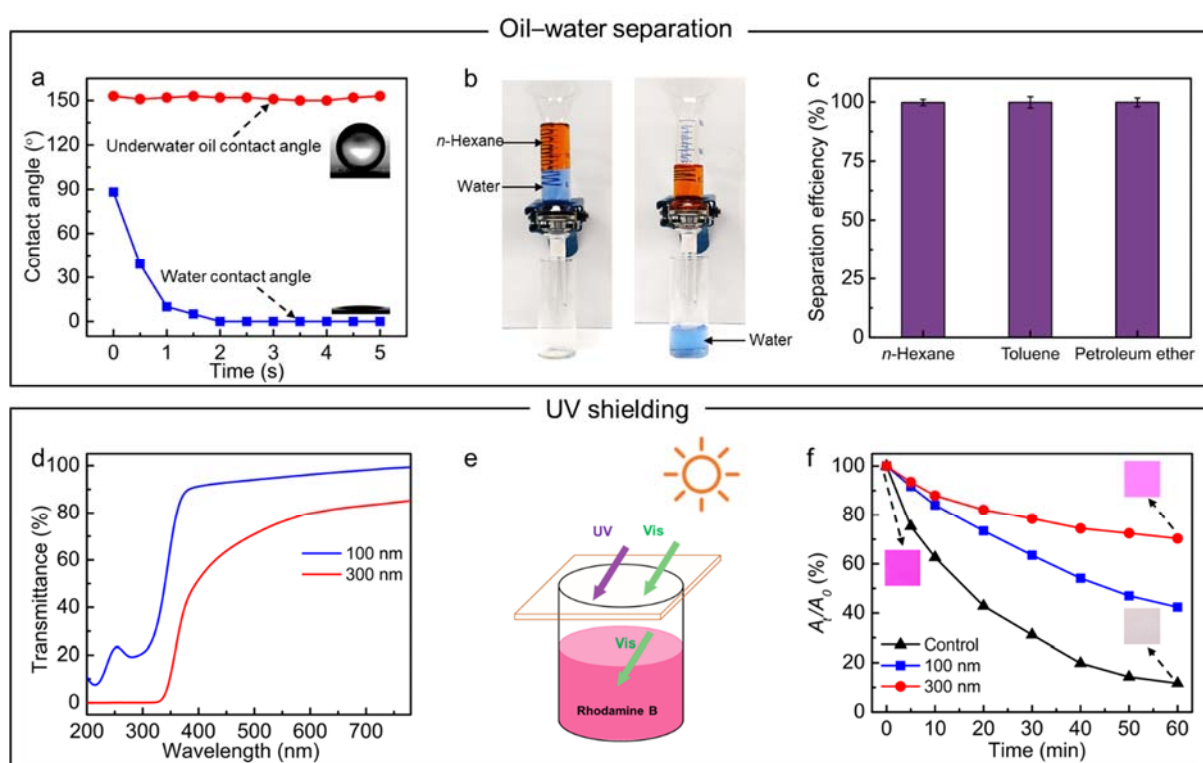 Oil–water separation
a
150
120
90
60
30
0
Contact angle (°)
Underwater oil contact angle
Water contact angle
0 1 2 3 4 5
Time (s)
b
n-Hexane
Water
Water
c
100
75
50
25
0
Separation effciency (%)
n-Hexane Toluene Petroleum ether
UV shielding
d
100
80
60
40
20
0
Transmittance (%)
100 nm
300 nm
200 300 400 500 600 700
Wavelength (nm)
e
UV
Vis
Vis
Rhodamine B
f
100
80
60
40
20
0
At/A0 (%)
Control
100 nm
300 nm
0 10 20 30 40 50 60
Time (min)